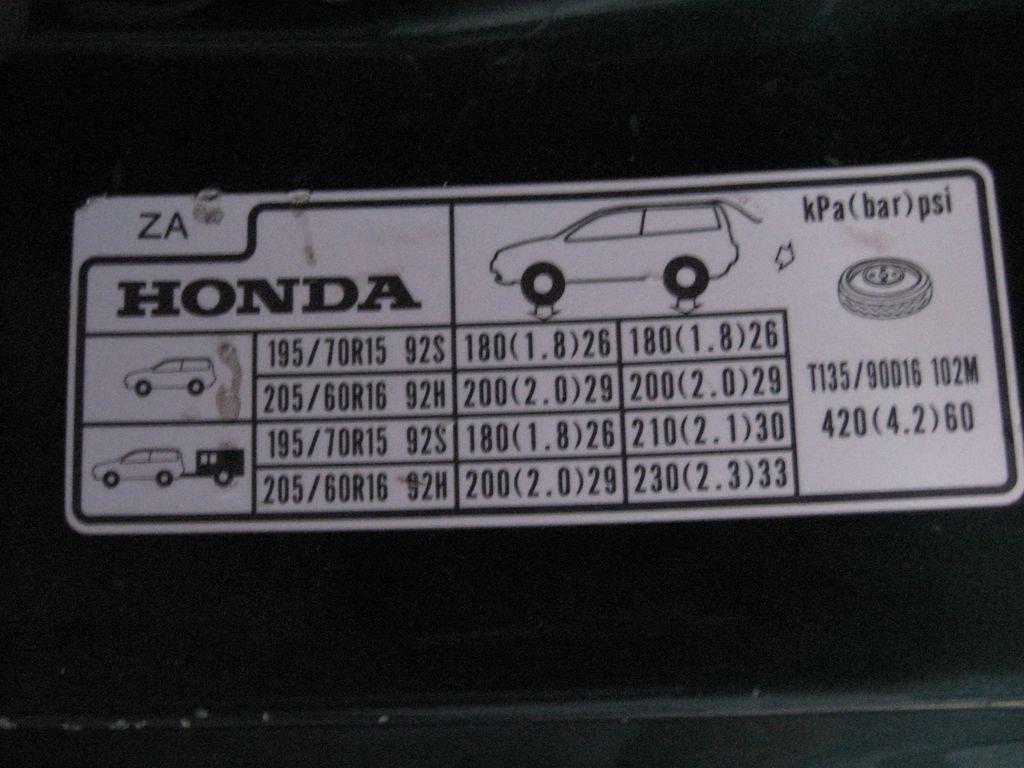 ZA
kPa(bar)psi
HONDA
195/70R15 92S 180(1.8)26 180(1.8)26
205/60R16 92H 200(2.0)29 200(2.0)29
195/70R15 92S 180(1.8)26 210(2.1)30
205/60R16 92H 200(2.0)29 230(2.3)33
T135/90D16 102M
420(4.2)60